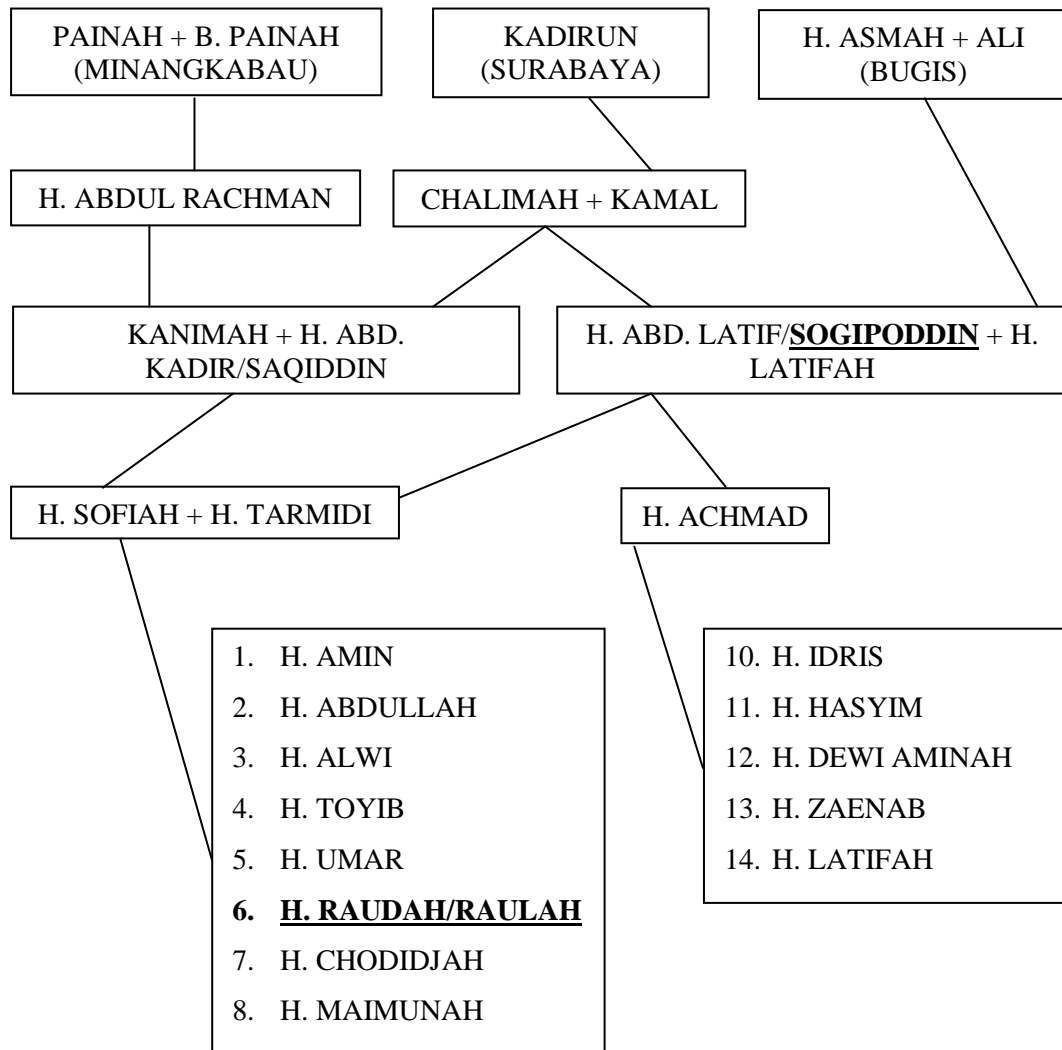 PAINAH + B. PAINAH
(MINANGKABAU)
KADIRUN
(SURABAYA)
H. ASMAH + ALI
(BUGIS)
H. ABDUL RACHMAN
CHALIMAH + KAMAL
KANIMAH + H. ABD.
KADIR/SAQIDDIN
H. ABD. LATIF/SOGIPODDIN + H.
LATIFAH
H. SOFIAH + H. TARMIDI
H. ACHMAD
1. H. AMIN
2. H. ABDULLAH
3. H. ALWI
4. H. TOYIB
5. H. UMAR
6. H. RAUDAH/RAULAH
7. H. CHODIDJAH
8. H. MAIMUNAH
10. H. IDRIS
11. H. HASYIM
12. H. DEWI AMINAH
13. H. ZAENAB
14. H. LATIFAH